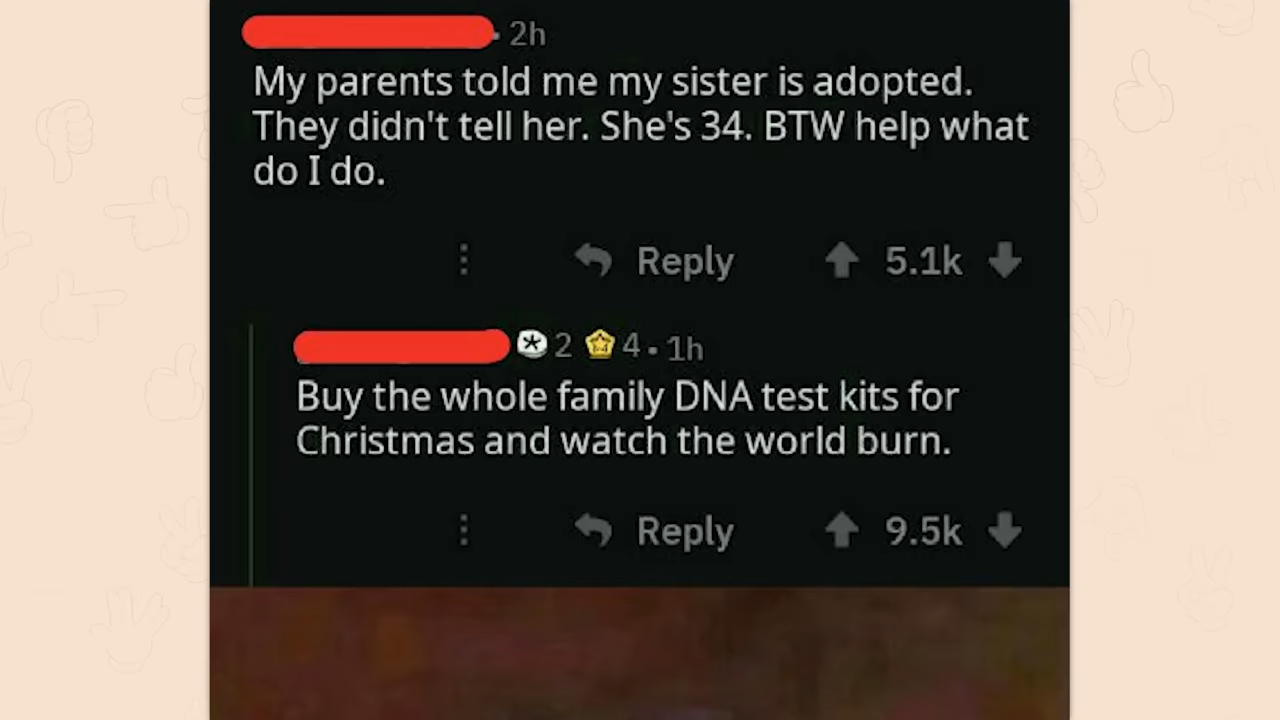 2h
My parents told me my sister is adopted.
They didn't tell her. She's 34. BTW help what
do I do.
Reply 5.1k
2 4 · 1h
Buy the whole family DNA test kits for
Christmas and watch the world burn.
Reply 9.5k